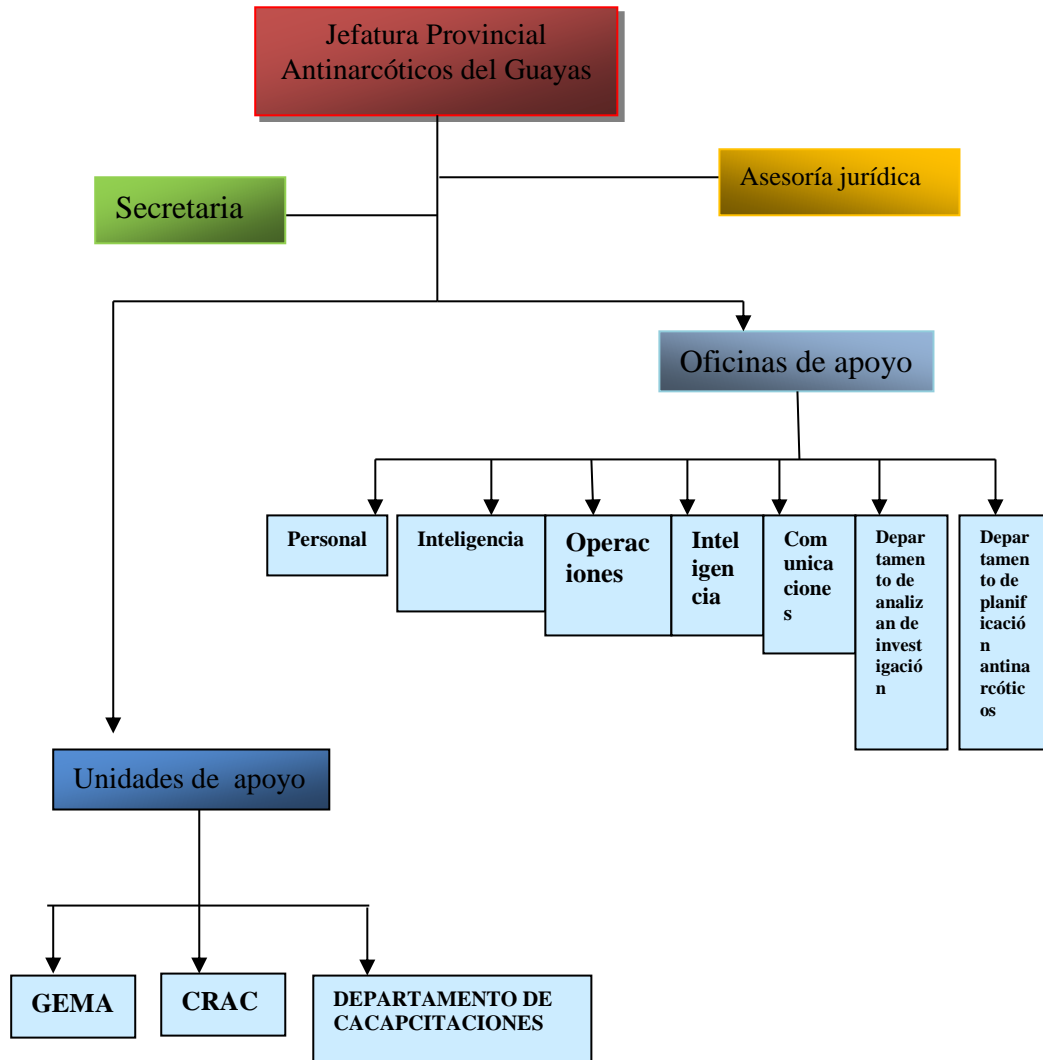 Jefatura Provincial
Antinarcóticos del Guayas
Asesoría jurídica
Secretaria
Oficinas de apoyo
Personal
Inteligencia
Operac
iones
Intel
igen
cia
Com
unica
cione
s
Depar
tamen
to de
analiz
an de
invest
igació
n
Depar
tamen
to de
planif
icació
n
antina
rcótic
os
Unidades de  apoyo
GEMA
CRAC
DEPARTAMENTO DE
CACAPCITACIONES